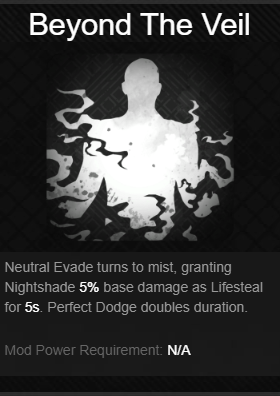 Beyond The Veil
Neutral Evade turns to mist, granting
Nightshade 5% base damage as Lifesteal
for 5s. Perfect Dodge doubles duration.
Mod Power Requirement: N/A